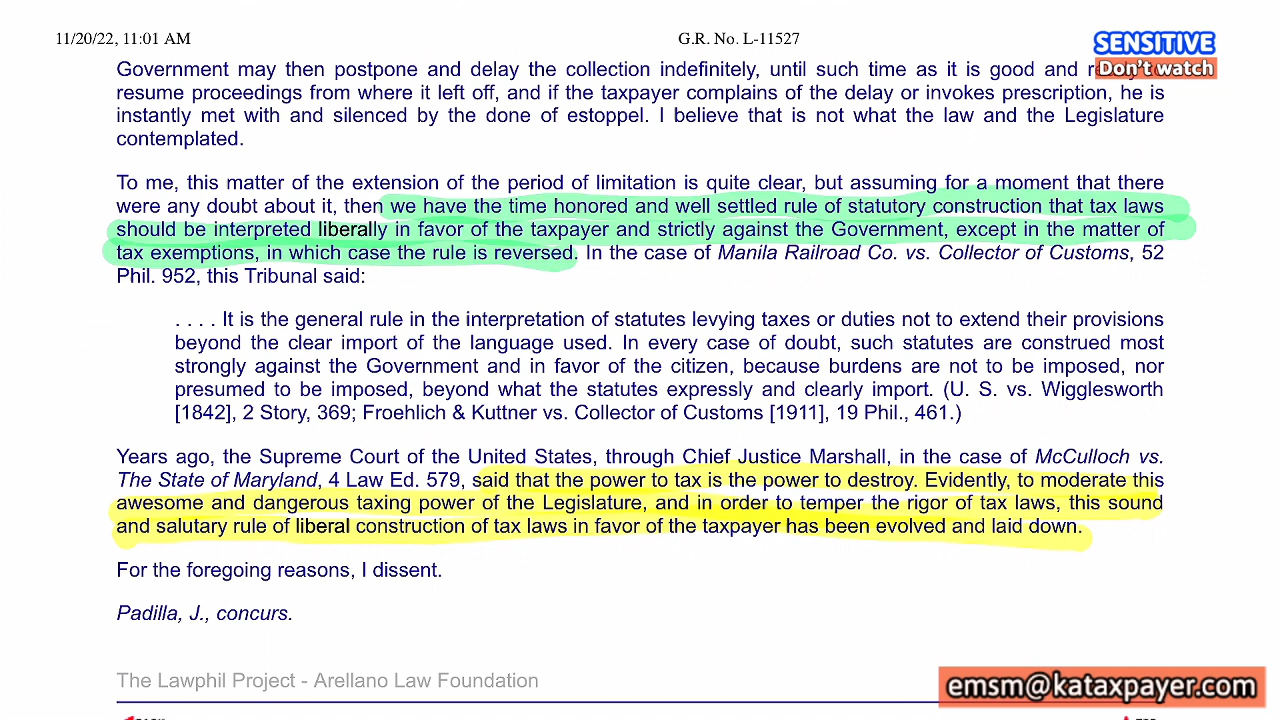 11/20/22, 11:01 AM
G.R. No. L-11527
SENSITIVE
Don't watch
Government may then postpone and delay the collection indefinitely, until such time as it is good and
resume proceedings from where it left off, and if the taxpayer complains of the delay or invokes prescription, he is
instantly met with and silenced by the done of estoppel. I believe that is not what the law and the Legislature
contemplated.
To me, this matter of the extension of the period of limitation is quite clear, but assuming for a moment that there
were any doubt about it, then we have the time honored and well settled rule of statutory construction that tax laws
should be interpreted liberally in favor of the taxpayer and strictly against the Government, except in the matter of
tax exemptions, in which case the rule is reversed. In the case of Manila Railroad Co. vs. Collector of Customs, 52
Phil. 952, this Tribunal said:
. . . . It is the general rule in the interpretation of statutes levying taxes or duties not to extend their provisions
beyond the clear import of the language used. In every case of doubt, such statutes are construed most
strongly against the Government and in favor of the citizen, because burdens are not to be imposed, nor
presumed to be imposed, beyond what the statutes expressly and clearly import. (U. S. vs. Wigglesworth
[1842], 2 Story, 369; Froehlich & Kuttner vs. Collector of Customs [1911], 19 Phil., 461.)
Years ago, the Supreme Court of the United States, through Chief Justice Marshall, in the case of McCulloch vs.
The State of Maryland, 4 Law Ed. 579, said that the power to tax is the power to destroy. Evidently, to moderate this
awesome and dangerous taxing power of the Legislature, and in order to temper the rigor of tax laws, this sound
and salutary rule of liberal construction of tax laws in favor of the taxpayer has been evolved and laid down.
For the foregoing reasons, I dissent.
Padilla, J., concurs.
The Lawphil Project - Arellano Law Foundation
emsm@kataxpayer.com